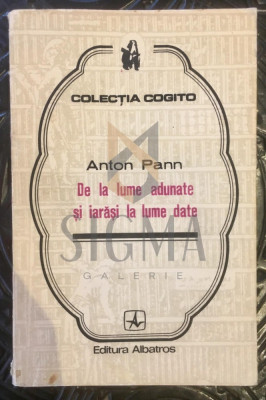 COLECȚIA COGITO
Anton Pann
De la lume adunate
și iarăși la lume date
SIGMA
GALERIE
Editura Albatros